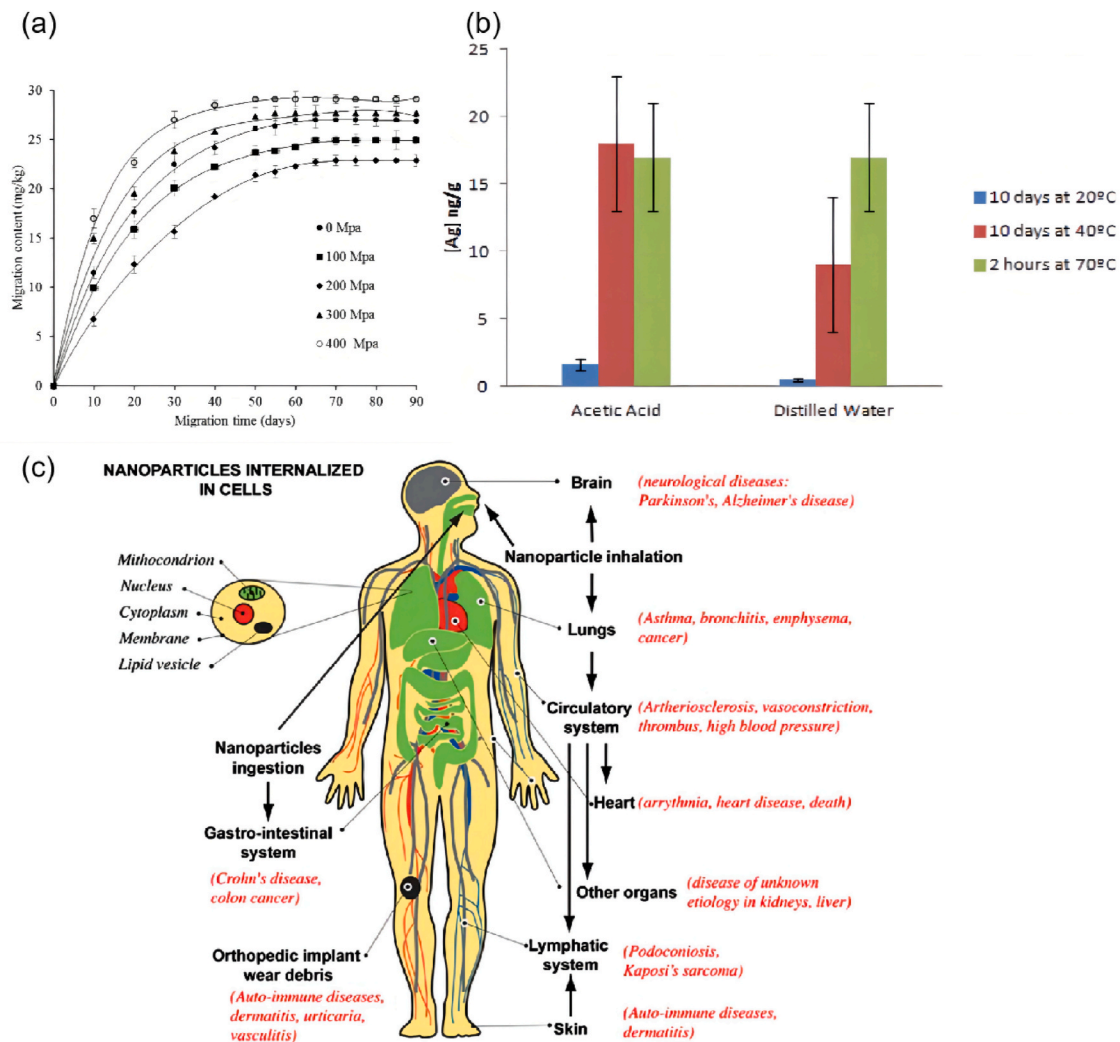 (a)
30
25
20
15
10
5
0
Migration content (mg/kg)
0 10 20 30 40 50 60 70 80 90
Migration time (days)
0 Mpa
100 Mpa
200 Mpa
300 Mpa
400 Mpa
(b)
25
20
15
10
5
0
[Ag] ng/g
Acetic Acid
Distilled Water
10 days at 20ºC
10 days at 40ºC
2 hours at 70ºC
(c)
NANOPARTICLES INTERNALIZED
IN CELLS
Mithocondrion
Nucleus
Cytoplasm
Membrane
Lipid vesicle
Nanoparticles
ingestion
Gastro-intestinal
system
(Crohn's disease,
colon cancer)
Orthopedic implant
wear debris
(Auto-immune diseases,
dermatitis, urticaria,
vasculitis)
Brain
(neurological diseases:
Parkinson's, Alzheimer's disease)
Nanoparticle inhalation
Lungs
(Asthma, bronchitis, emphysema,
cancer)
Circulatory
system
(Artheriosclerosis, vasoconstriction,
thrombus, high blood pressure)
Heart
(arrythmia, heart disease, death)
Other organs
(disease of unknown
etiology in kidneys, liver)
Lymphatic
system
(Podoconiosis,
Kaposi's sarcoma)
Skin
(Auto-immune diseases,
dermatitis)